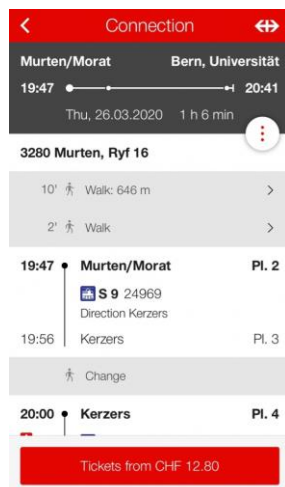 Connection
Murten/Morat Bern, Universität
19:47 20:41
Thu, 26.03.2020 1 h 6 min
3280 Murten, Ryf 16
10' Walk: 646 m
2' Walk
19:47 Murten/Morat Pl. 2
S 9 24969
Direction Kerzers
19:56 Kerzers Pl. 3
Change
20:00 Kerzers Pl. 4
Tickets from CHF 12.80